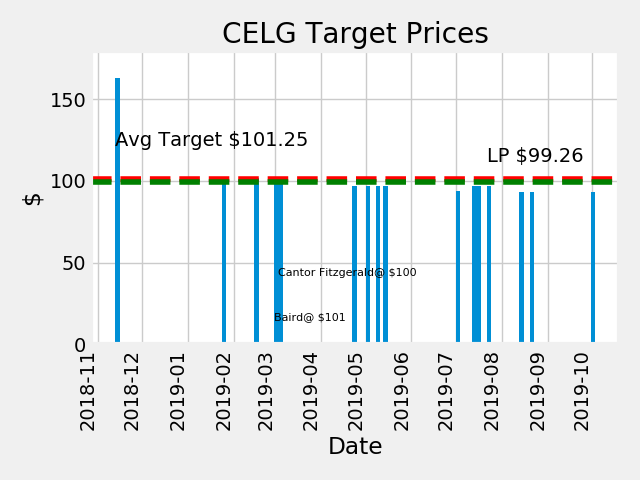 CELG Target Prices
150
Avg Target $101.25
LP $99.26
100
$
50
Cantor Fitzgerald@ $100
Baird@ $101
0
2018-11
2018-12
2019-01
2019-02
2019-03
2019-04
2019-05
2019-06
2019-07
2019-08
2019-09
2019-10
Date